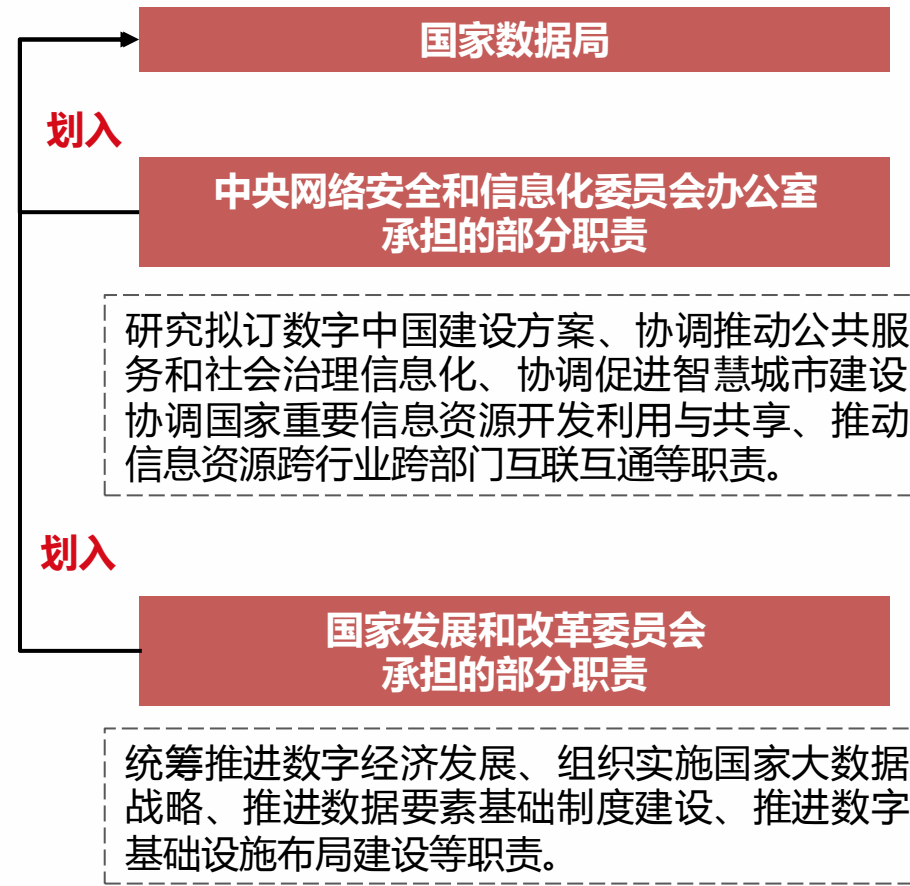 国家数据局
划入
中央网络安全和信息化委员会办公室
承担的部分职责
研究拟订数字中国建设方案、协调推动公共服
务和社会治理信息化、协调促进智慧城市建设
协调国家重要信息资源开发利用与共享、推动
信息资源跨行业跨部门互联互通等职责。
划入
国家发展和改革委员会
承担的部分职责
统筹推进数字经济发展、组织实施国家大数据
战略、推进数据要素基础制度建设、推进数字
基础设施布局建设等职责。